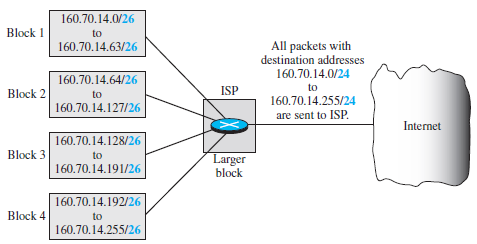 Block 1
160.70.14.0/26
to
160.70.14.63/26
Block 2
160.70.14.64/26
to
160.70.14.127/26
Block 3
160.70.14.128/26
to
160.70.14.191/26
Block 4
160.70.14.192/26
to
160.70.14.255/26
ISP
Larger
block
All packets with
destination addresses
160.70.14.0/24
to
160.70.14.255/24
are sent to ISP.
Internet